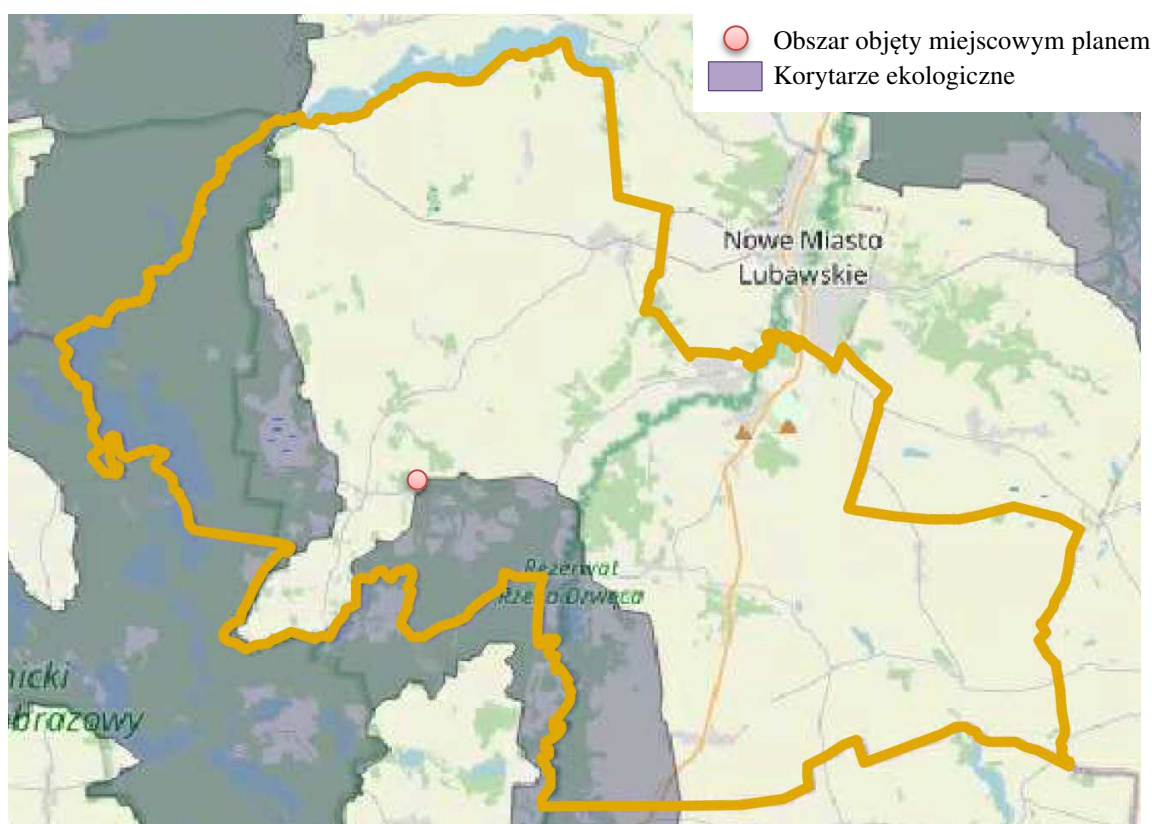 Obszar objęty miejscowym planem
Korytarze ekologiczne
Nowe Miasto
Lubawskie
Rezerwat
Rzeka Drwęca
nicki
obrazowy